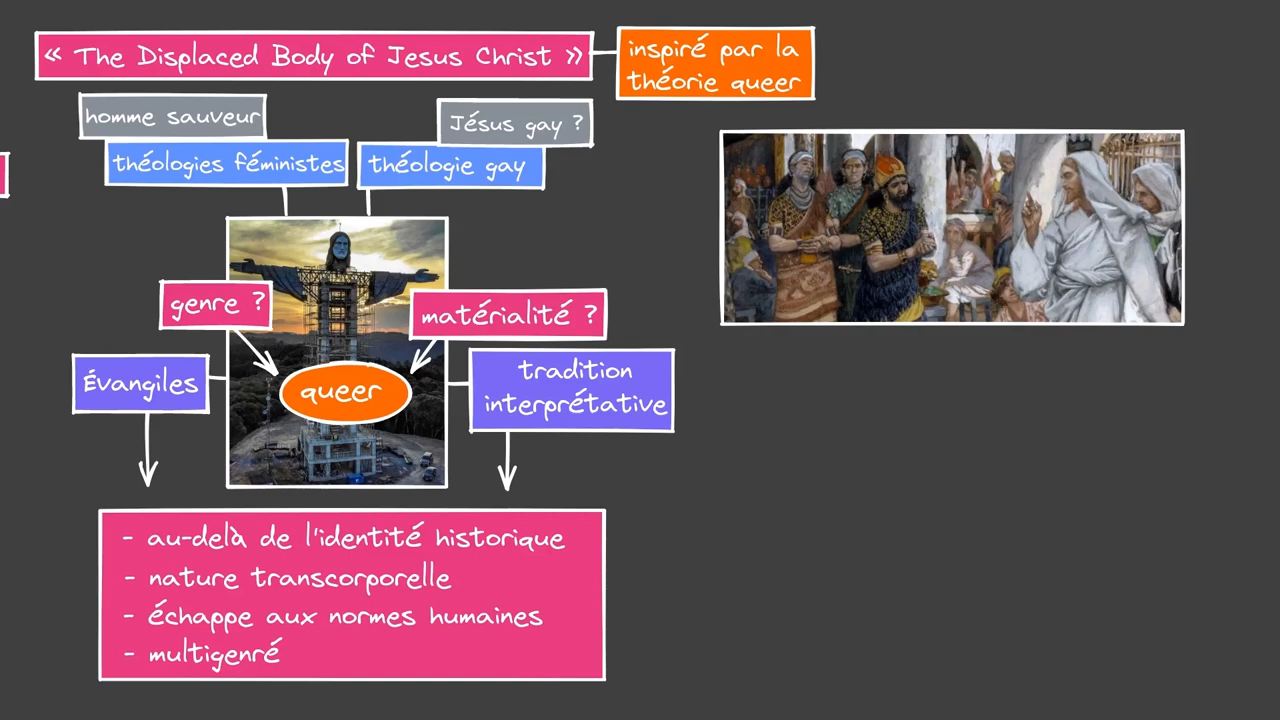 « The Displaced Body of Jesus Christ »
inspiré par la
théorie queer
homme sauveur
Jésus gay ?
théologies féministes
théologie gay
genre ?
matérialité ?
Évangiles
queer
tradition
interprétative
- au-delà de l'identité historique
- nature transcorporelle
- échappe aux normes humaines
- multigenré